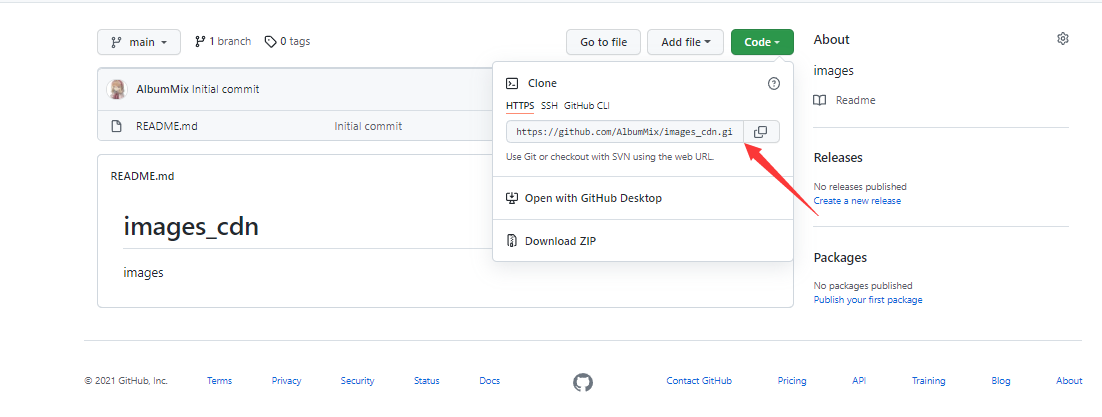 main 1 branch 0 tags Go to file Add file Code
AlbumMix Initial commit
README.md Initial commit
README.md
images_cdn
images
Clone
HTTPS SSH GitHub CLI
https://github.com/AlbumMix/images_cdn.gi
Use Git or checkout with SVN using the web URL.
Open with GitHub Desktop
Download ZIP
About
images
Readme
Releases
No releases published
Create a new release
Packages
No packages published
Publish your first package
© 2021 GitHub, Inc. Terms Privacy Security Status Docs Contact GitHub Pricing API Training Blog About